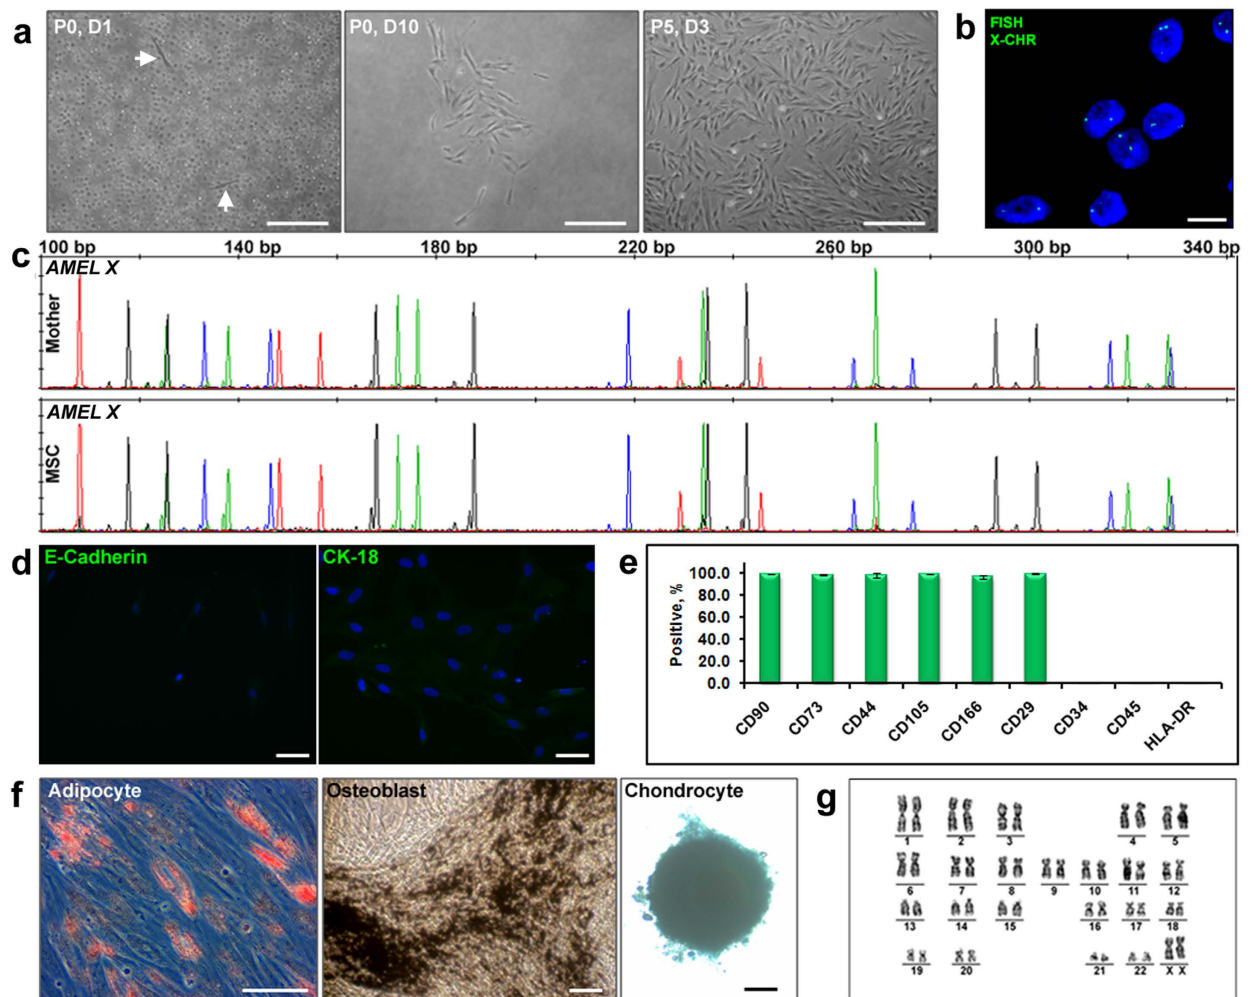 a
P0, D1
P0, D10
P5, D3
b
FISH
X-CHR
c
100 bp
140 bp
180 bp
220 bp
260 bp
300 bp
340 bp
AMEL X
Mother
AMEL X
MSC
d
E-Cadherin
CK-18
e
Positive, %
100.0
80.0
60.0
40.0
20.0
0.0
CD90
CD73
CD44
CD105
CD166
CD29
CD34
CD45
HLA-DR
f
Adipocyte
Osteoblast
Chondrocyte
g
1 2 3 4 5
6 7 8 9 10 11 12
13 14 15 16 17 18
19 20 21 22 X X